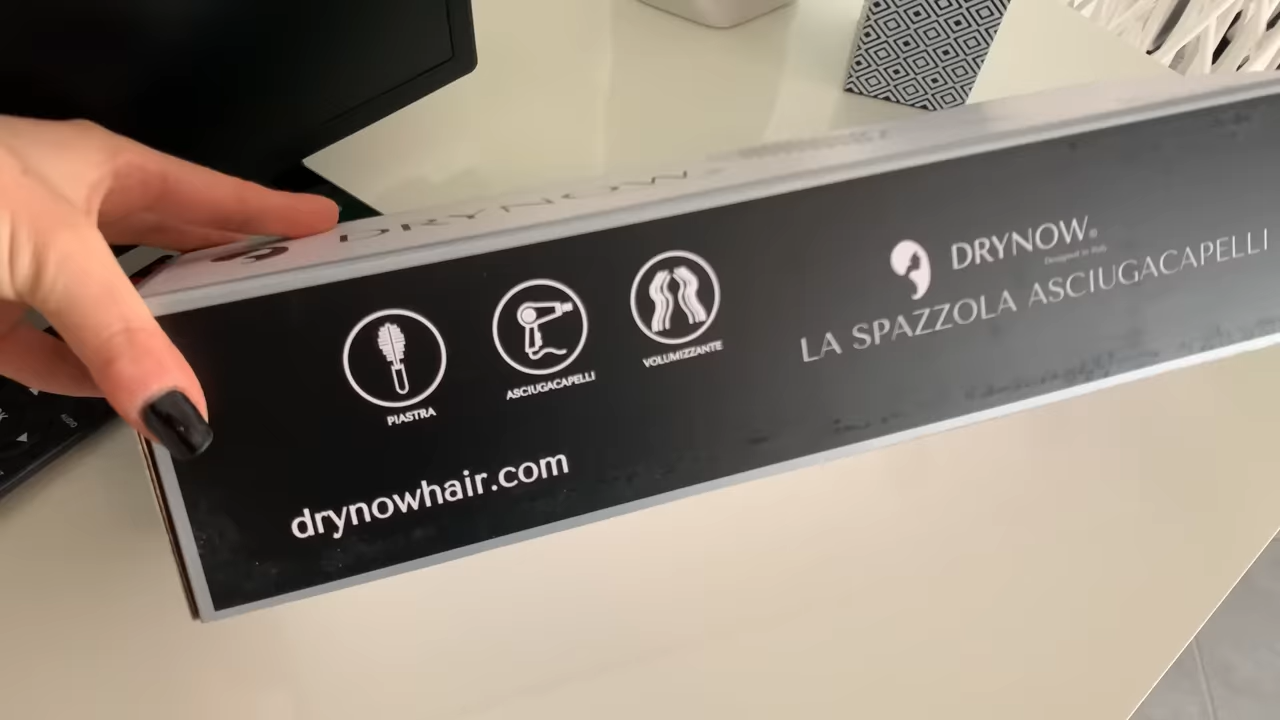 DRYNOW
PIASTRA
ASCIUGACAPELLI
VOLUMIZZANTE
drynowhair.com
DRYNOW®
Designed in Italy
LA SPAZZOLA ASCIUGACAPELLI